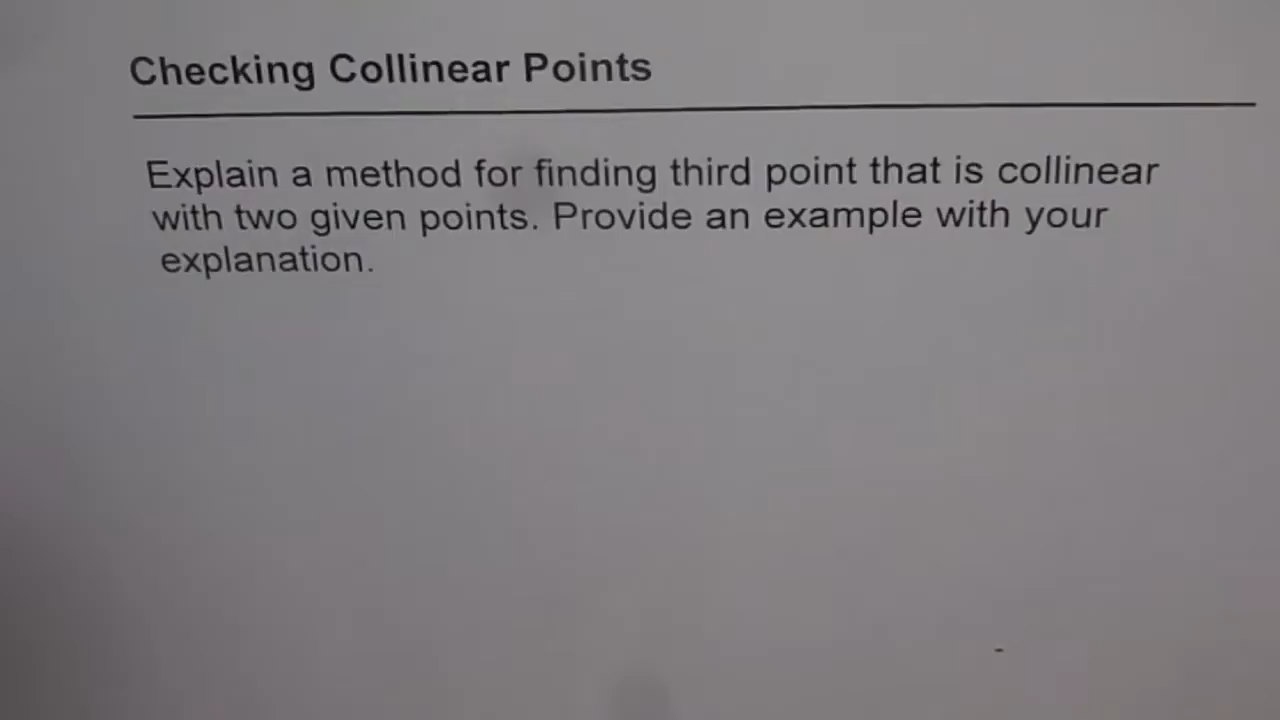 Checking Collinear Points
Explain a method for finding third point that is collinear
with two given points. Provide an example with your
explanation.